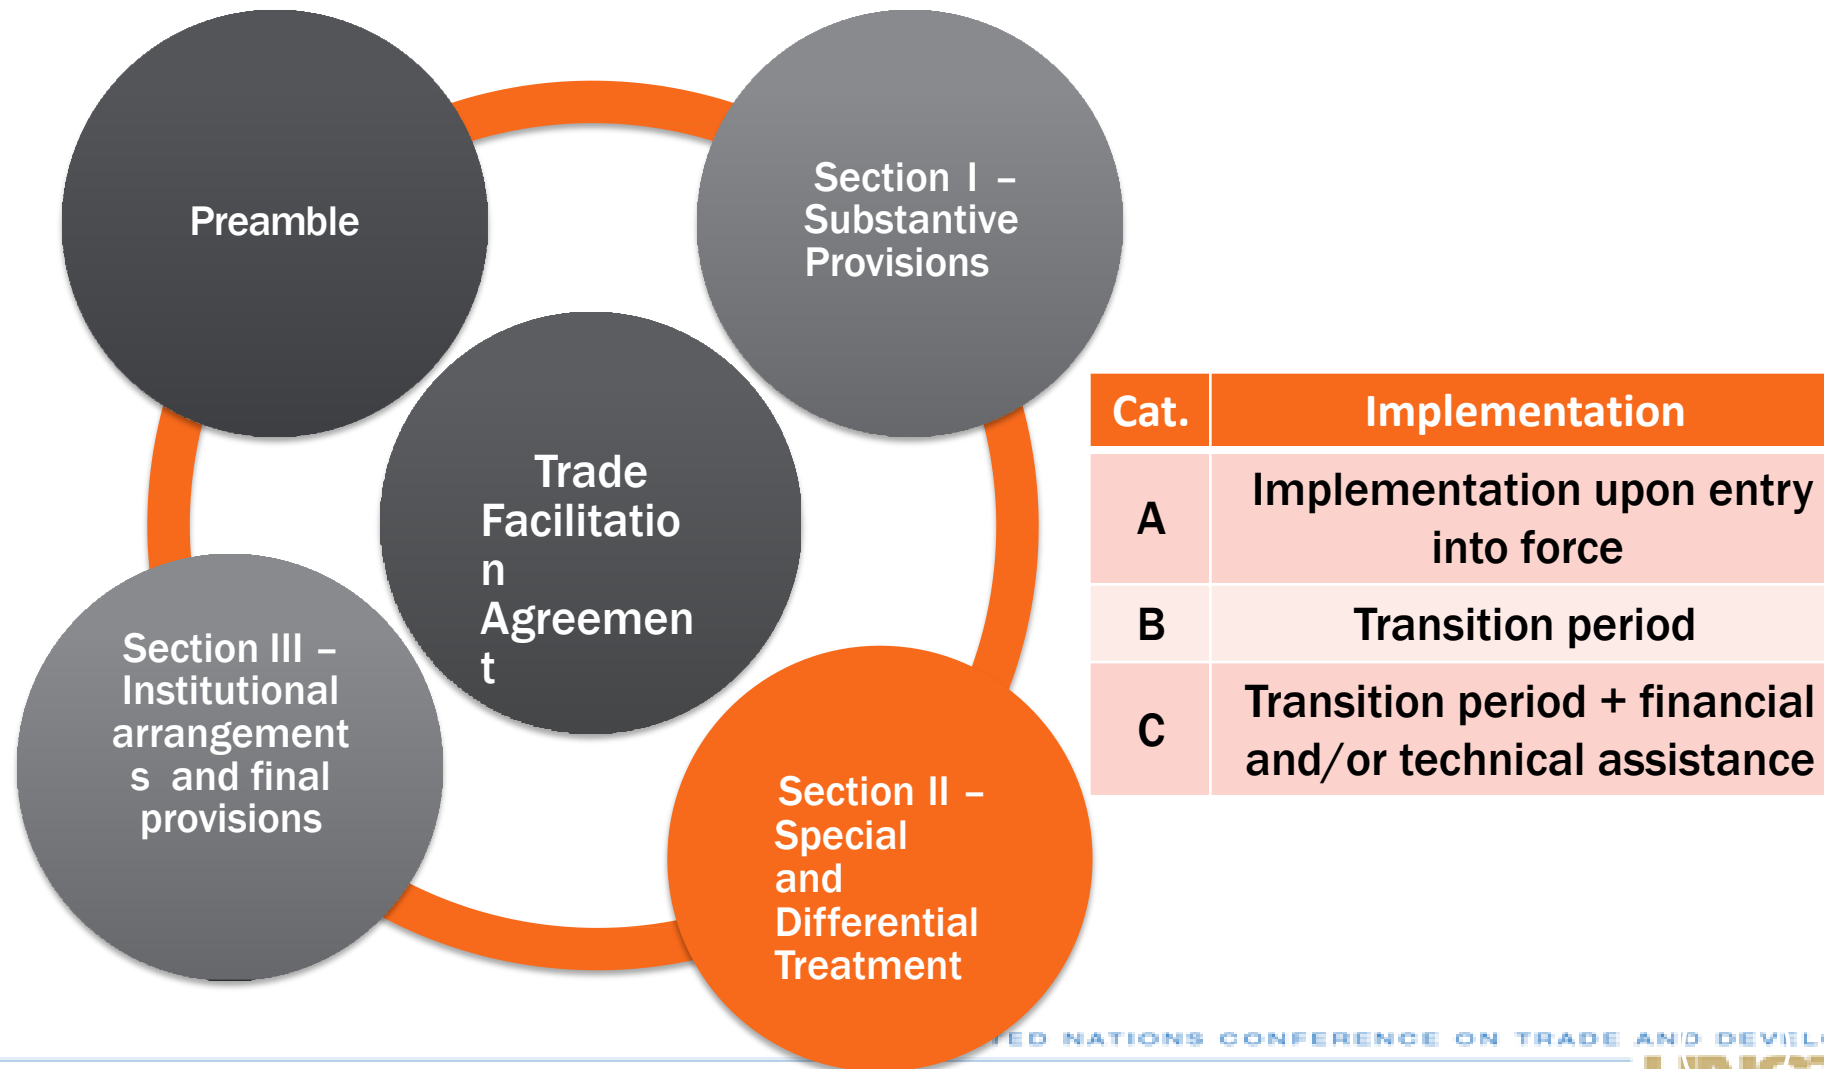 Preamble
Section I –
Substantive
Provisions
Trade
Facilitatio
n
Agreemen
t
Section III –
Institutional
arrangement
s and final
provisions
Section II –
Special
and
Differential
Treatment
Cat. Implementation
A Implementation upon entry
into force
B Transition period
C Transition period + financial
and/or technical assistance
NATIONS CONFERENCE ON TRADE AND